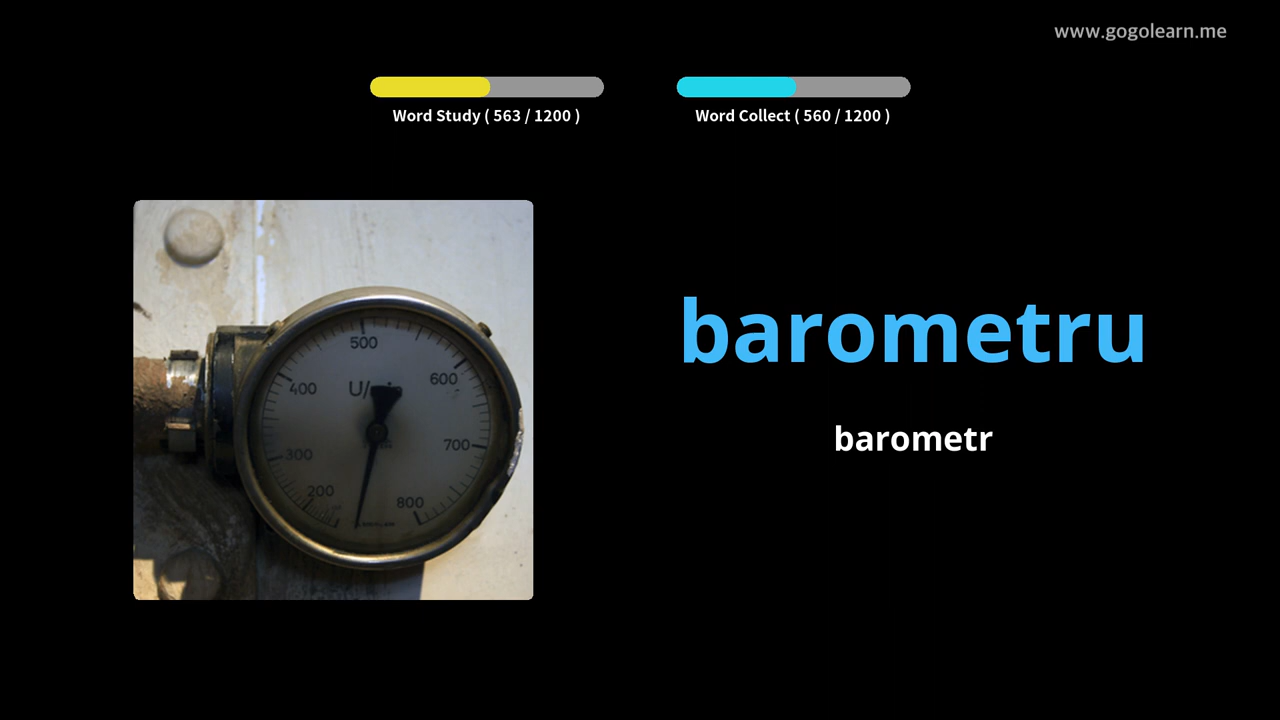 www.gogolearn.me
Word Study ( 563 / 1200 )
Word Collect ( 560 / 1200 )
barometru
barometr
500
400
600
300
700
200
800